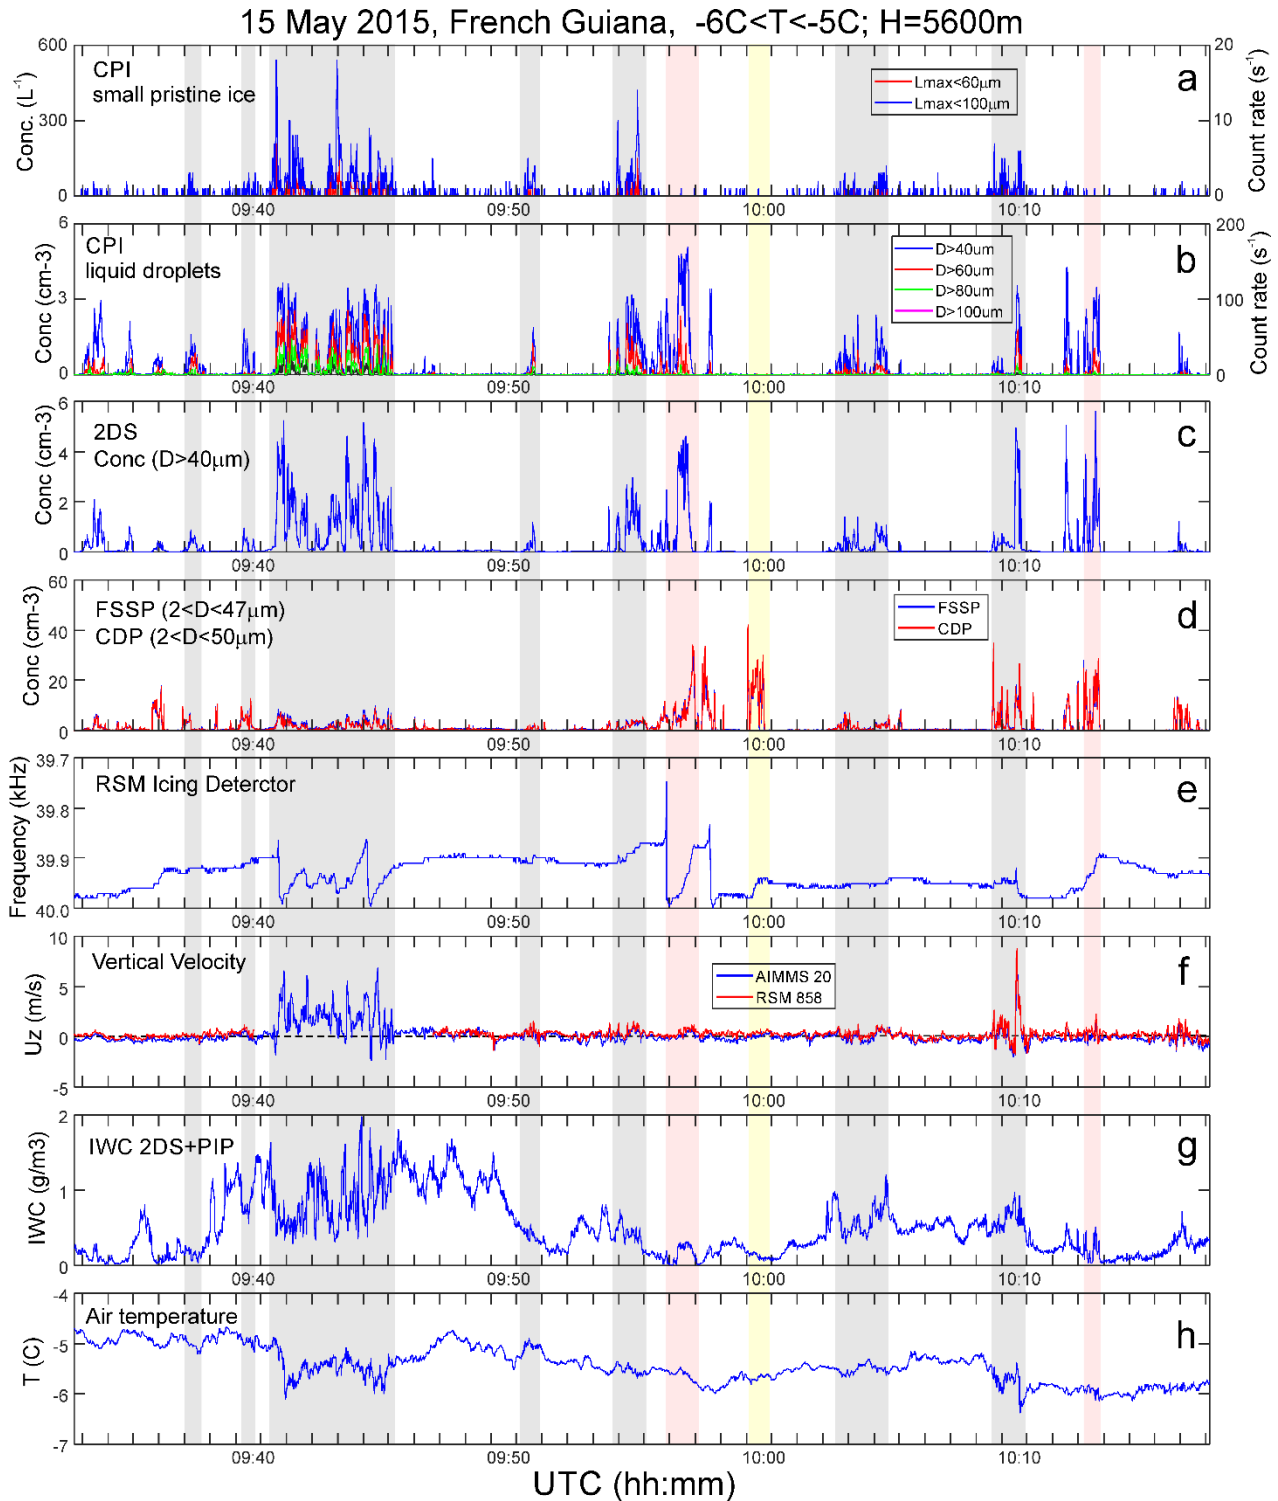 15 May 2015, French Guiana, -6C<T<-5C; H=5600m
600
20
CPI
small pristine ice
Lmax<60μm
Lmax<100μm
a
300
10
0
0
Conc. (L⁻¹)
Count rate (s⁻¹)
09:40
09:50
10:00
10:10
6
200
CPI
liquid droplets
D>40um
D>60um
D>80um
D>100um
b
3
100
0
0
Conc (cm-3)
Count rate (s⁻¹)
09:40
09:50
10:00
10:10
6
2DS
Conc (D>40μm)
c
4
2
0
Conc (cm-3)
09:40
09:50
10:00
10:10
60
FSSP (2<D<47μm)
CDP (2<D<50μm)
FSSP
CDP
d
40
20
0
Conc (cm-3)
09:40
09:50
10:00
10:10
39.7
RSM Icing Deterctor
e
39.8
39.9
40.0
Frequency (kHz)
09:40
09:50
10:00
10:10
10
Vertical Velocity
AIMMS 20
RSM 858
f
5
0
-5
Uz (m/s)
09:40
09:50
10:00
10:10
2
IWC 2DS+PIP
g
1
0
IWC (g/m3)
09:40
09:50
10:00
10:10
-4
Air temperature
h
-5
-6
-7
T (C)
09:40
09:50
10:00
10:10
UTC (hh:mm)